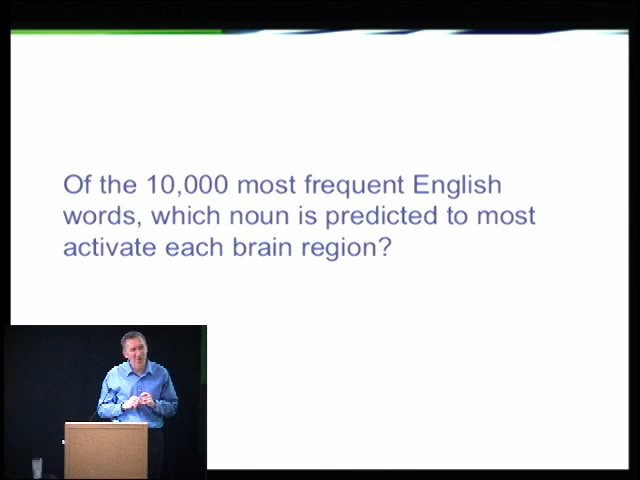 Of the 10,000 most frequent English
words, which noun is predicted to most
activate each brain region?